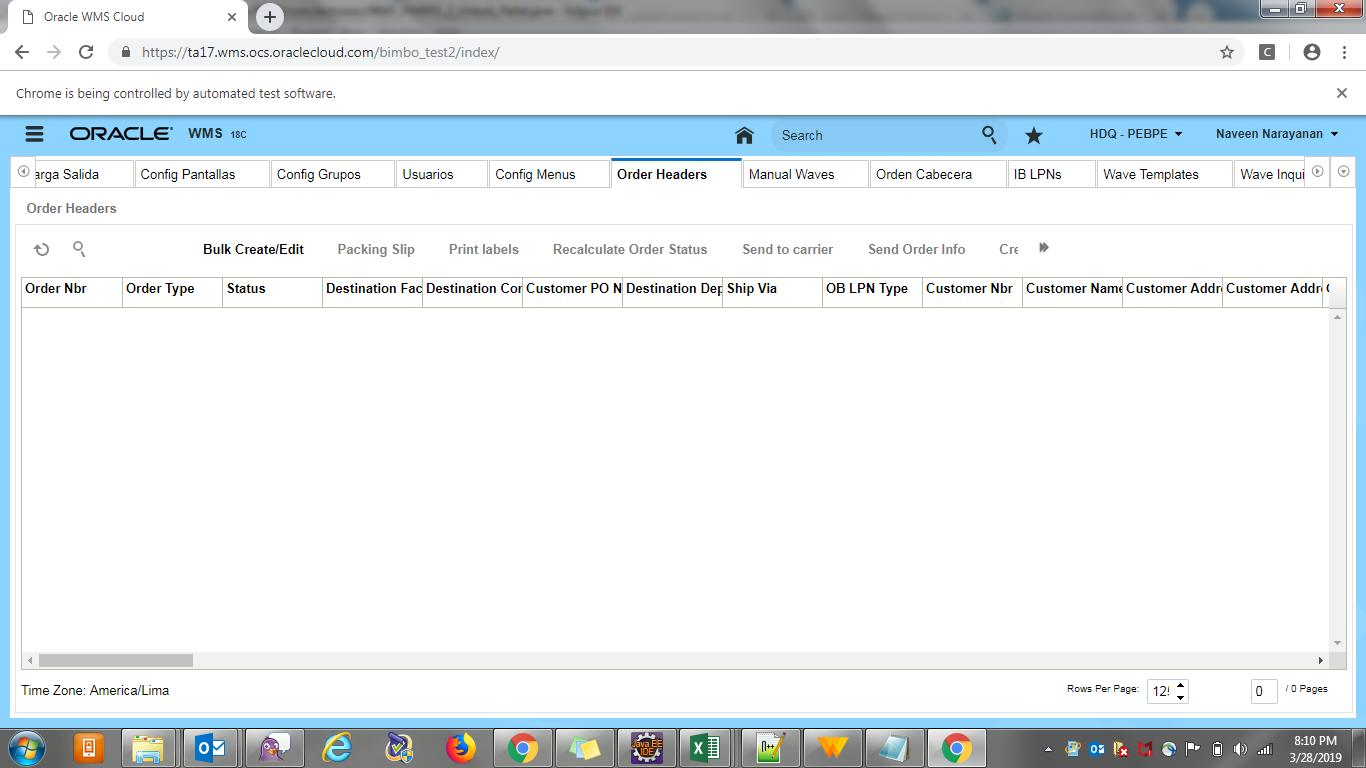 Oracle WMS Cloud
https://ta17.wms.ocs.oraclecloud.com/bimbo_test2/index/
Chrome is being controlled by automated test software.
ORACLE WMS 18C Search HDQ - PEBPE Naveen Narayanan
arga Salida Config Pantallas Config Grupos Usuarios Config Menus Order Headers Manual Waves Orden Cabecera IB LPNs Wave Templates Wave Inqui
Order Headers
Bulk Create/Edit Packing Slip Print labels Recalculate Order Status Send to carrier Send Order Info Cre
Order Nbr Order Type Status Destination Fac Destination Cor Customer PO N Destination Dep Ship Via OB LPN Type Customer Nbr Customer Name Customer Addr Customer Addr
Time Zone: America/Lima Rows Per Page: 125 0 / 0 Pages
Java EE
IDE
8:10 PM
3/28/2019